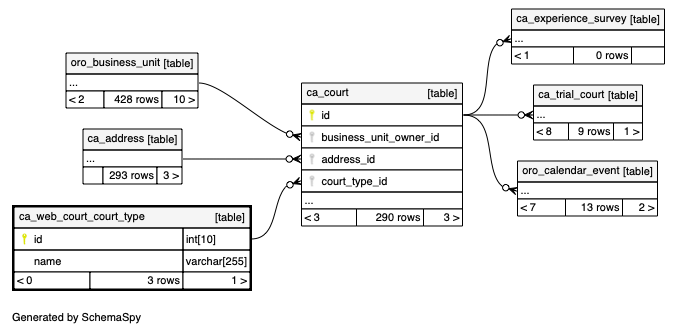 ca_experience_survey [table]
...
< 1 0 rows
oro_business_unit [table]
...
< 2 428 rows 10 >
ca_court [table]
id
business_unit_owner_id
address_id
court_type_id
...
< 3 290 rows 3 >
ca_trial_court [table]
...
< 8 9 rows 1 >
ca_address [table]
...
293 rows 3 >
oro_calendar_event [table]
...
< 7 13 rows 2 >
ca_web_court_court_type [table]
id int[10]
name varchar[255]
< 0 3 rows 1 >
Generated by SchemaSpy